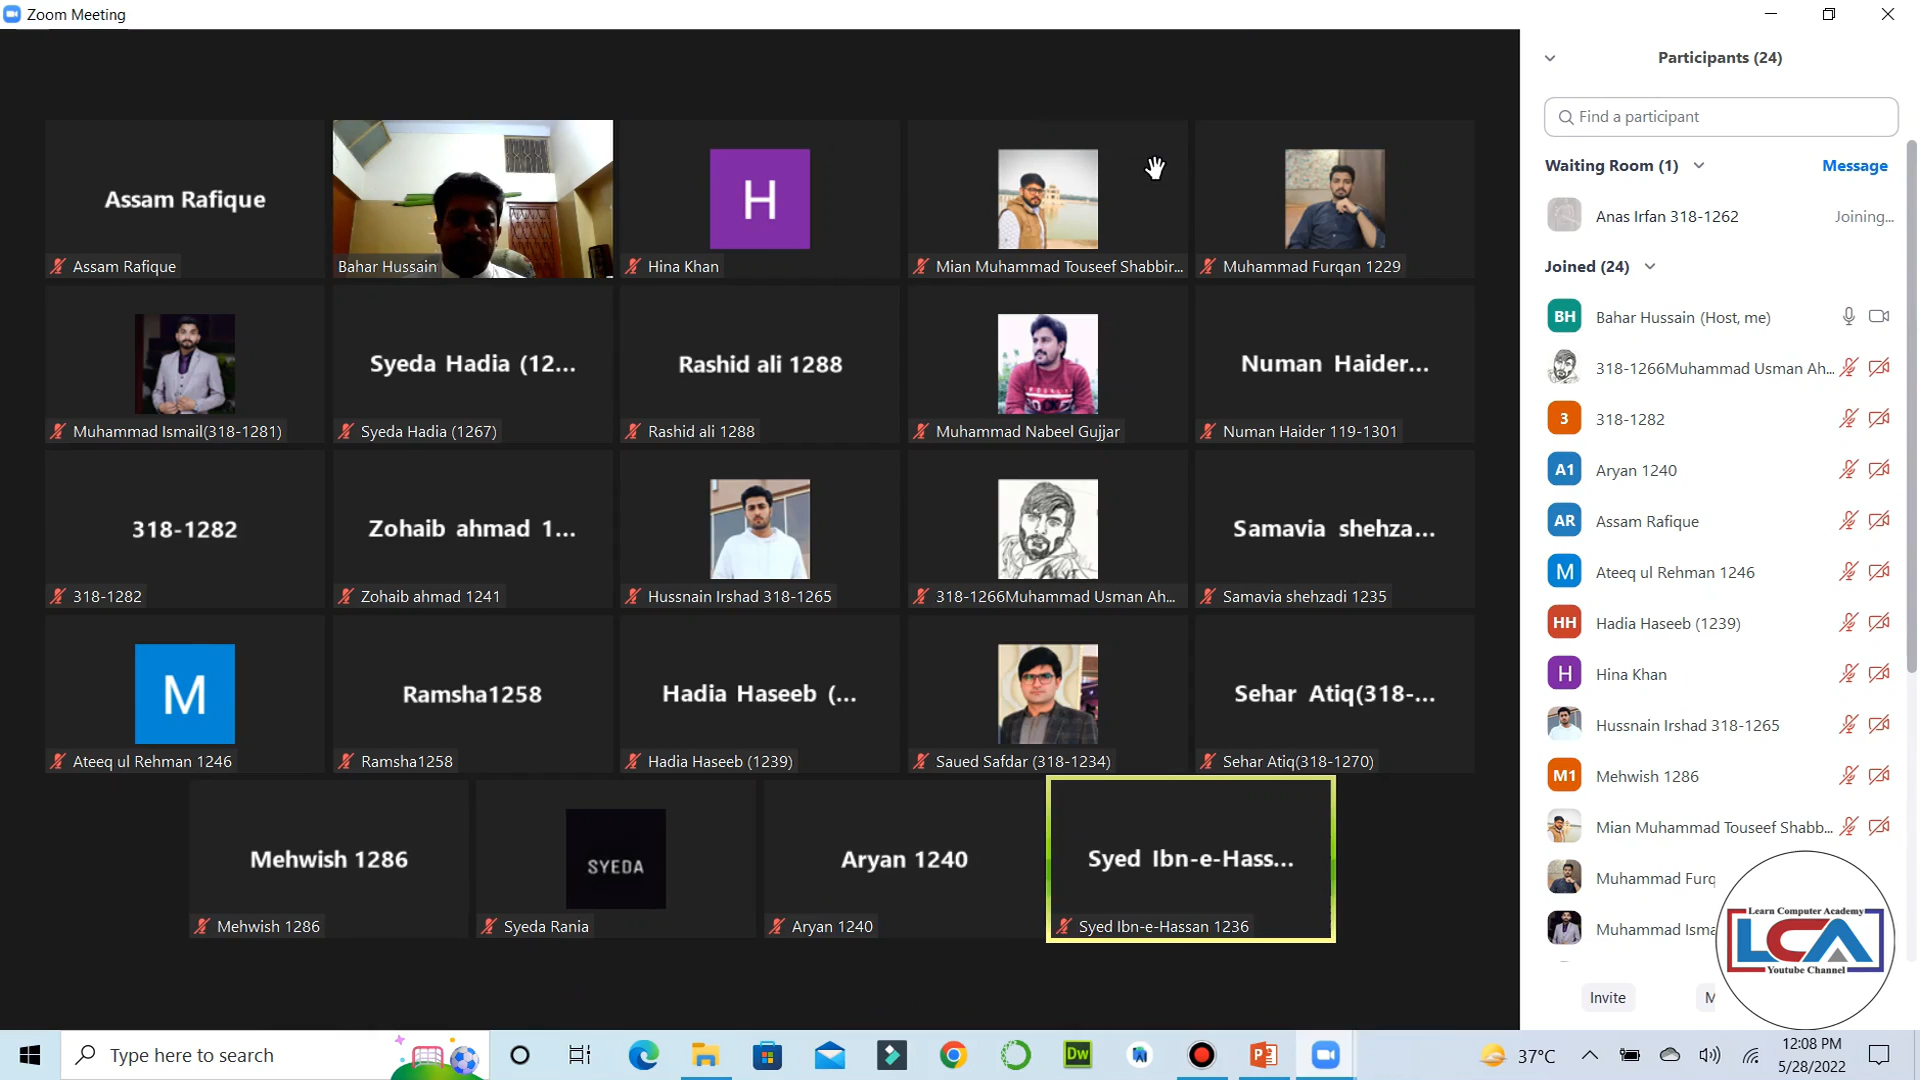 Zoom Meeting
Participants (24)
Find a participant
Waiting Room (1)
Message
Anas Irfan 318-1262
Joining...
Joined (24)
BH
Bahar Hussain (Host, me)
318-1266Muhammad Usman Ah...
3
318-1282
A1
Aryan 1240
AR
Assam Rafique
M
Ateeq ul Rehman 1246
HH
Hadia Haseeb (1239)
H
Hina Khan
Hussnain Irshad 318-1265
M1
Mehwish 1286
Mian Muhammad Touseef Shabb...
Muhammad Furq
Muhammad Isma
Invite
M
Learn Computer Academy
LCA
Youtube Channel
Assam Rafique
Assam Rafique
Bahar Hussain
H
Hina Khan
Mian Muhammad Touseef Shabbir...
Muhammad Furqan 1229
Muhammad Ismail(318-1281)
Syeda Hadia (12...
Syeda Hadia (1267)
Rashid ali 1288
Rashid ali 1288
Muhammad Nabeel Gujjar
Numan Haider...
Numan Haider 119-1301
318-1282
318-1282
Zohaib ahmad 1...
Zohaib ahmad 1241
Hussnain Irshad 318-1265
318-1266Muhammad Usman Ah...
Samavia shehza...
Samavia shehzadi 1235
M
Ateeq ul Rehman 1246
Ramsha1258
Ramsha1258
Hadia Haseeb (...
Hadia Haseeb (1239)
Saued Safdar (318-1234)
Sehar Atiq(318-...
Sehar Atiq(318-1270)
Mehwish 1286
Mehwish 1286
SYEDA
Syeda Rania
Aryan 1240
Aryan 1240
Syed Ibn-e-Hass...
Syed Ibn-e-Hassan 1236
Type here to search
Dw
P
37°C
12:08 PM
5/28/2022